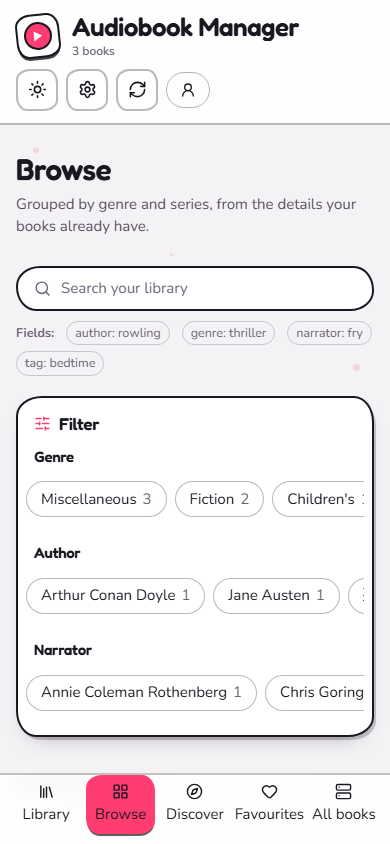 Audiobook Manager
3 books
Browse
Grouped by genre and series, from the details your
books already have.
Search your library
Fields: author: rowling genre: thriller narrator: fry
tag: bedtime
Filter
Genre
Miscellaneous 3 Fiction 2 Children's
Author
Arthur Conan Doyle 1 Jane Austen 1
Narrator
Annie Coleman Rothenberg 1 Chris Goring
Library Browse Discover Favourites All books